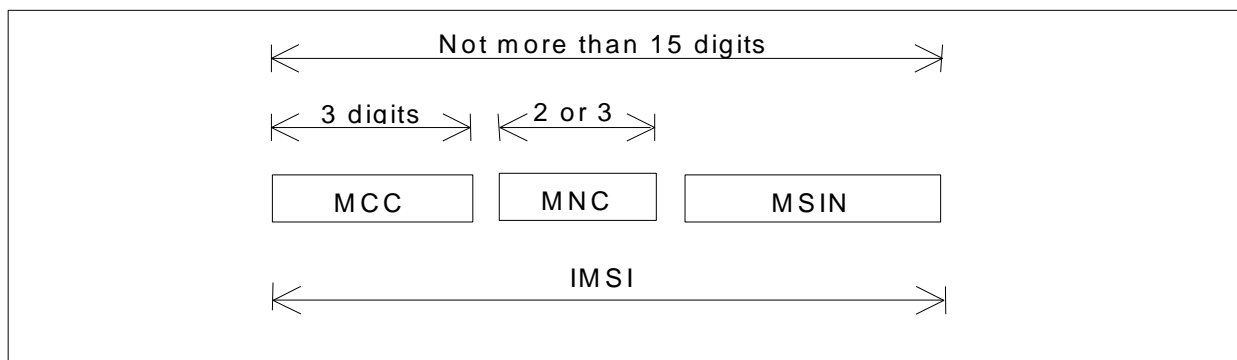 Not more than 15 digits
3 digits
2 or 3
MCC
MNC
MSIN
IMSI